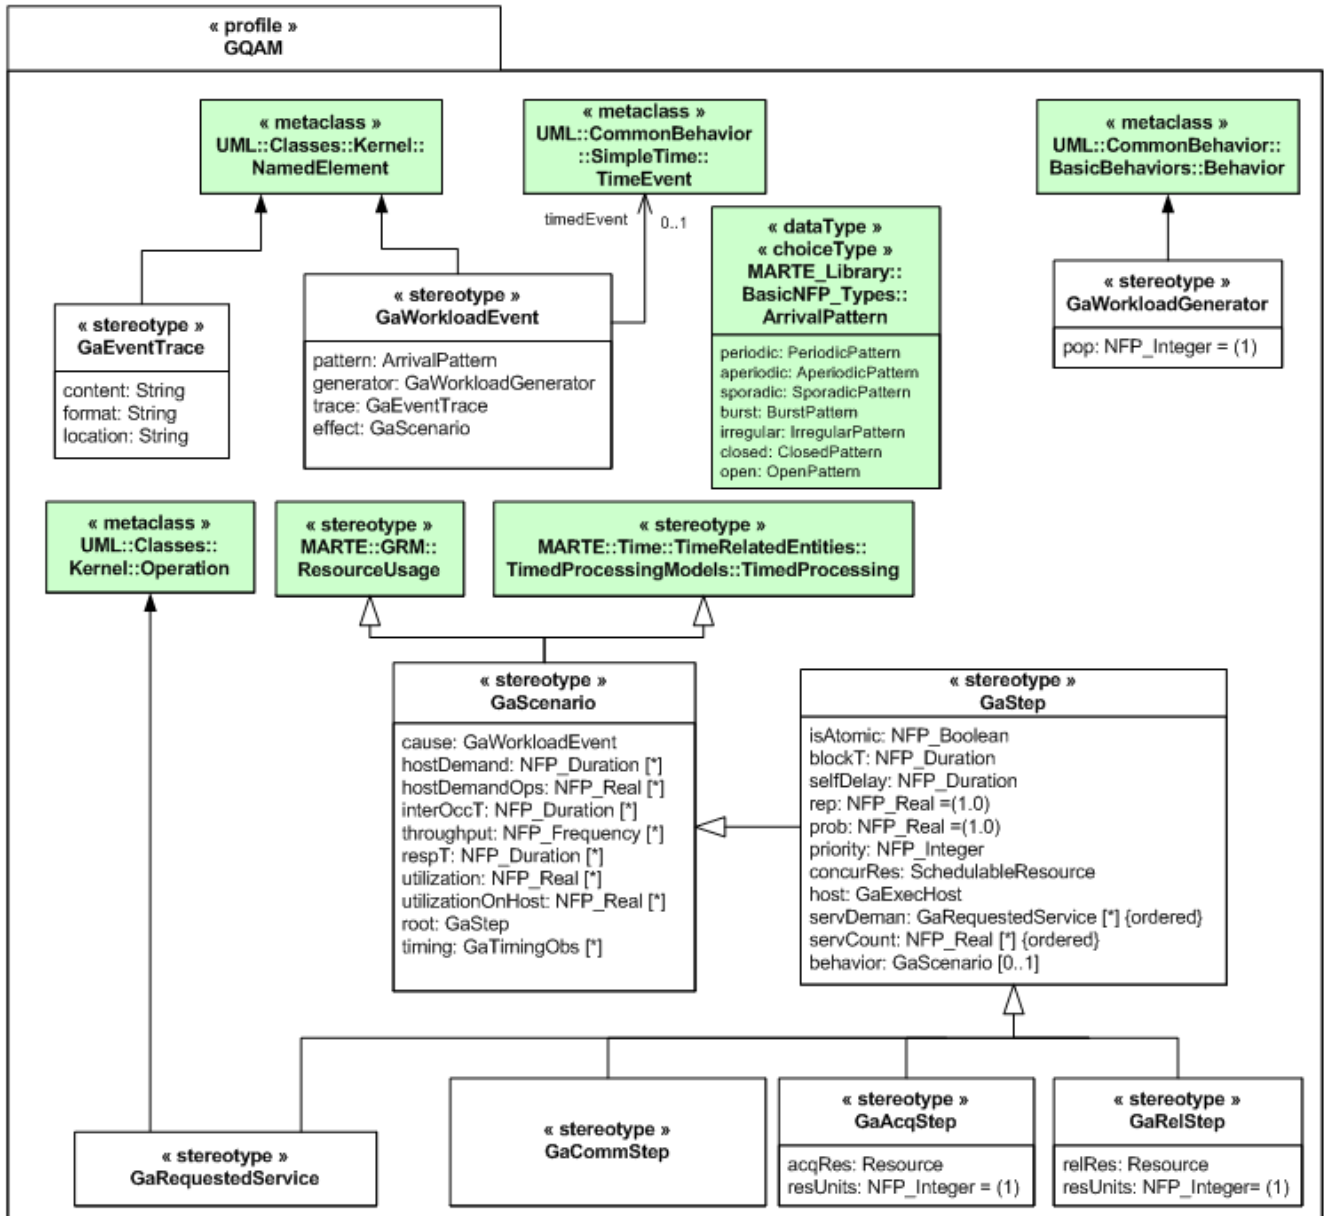 « profile »
GQAM
« metaclass »
UML::Classes::Kernel::
NamedElement
« metaclass »
UML::CommonBehavior
::SimpleTime::
TimeEvent
« metaclass »
UML::CommonBehavior::
BasicBehaviors::Behavior
timedEvent
0..1
« dataType »
« choiceType »
MARTE_Library::
BasicNFP_Types::
ArrivalPattern
periodic: PeriodicPattern
aperiodic: AperiodicPattern
sporadic: SporadicPattern
burst: BurstPattern
irregular: IrregularPattern
closed: ClosedPattern
open: OpenPattern
« stereotype »
GaEventTrace
content: String
format: String
location: String
« stereotype »
GaWorkloadEvent
pattern: ArrivalPattern
generator: GaWorkloadGenerator
trace: GaEventTrace
effect: GaScenario
« stereotype »
GaWorkloadGenerator
pop: NFP_Integer = (1)
« metaclass »
UML::Classes::
Kernel::Operation
« stereotype »
MARTE::GRM::
ResourceUsage
« stereotype »
MARTE::Time::TimeRelatedEntities::
TimedProcessingModels::TimedProcessing
« stereotype »
GaScenario
cause: GaWorkloadEvent
hostDemand: NFP_Duration [*]
hostDemandOps: NFP_Real [*]
interOccT: NFP_Duration [*]
throughput: NFP_Frequency [*]
respT: NFP_Duration [*]
utilization: NFP_Real [*]
utilizationOnHost: NFP_Real [*]
root: GaStep
timing: GaTimingObs [*]
« stereotype »
GaStep
isAtomic: NFP_Boolean
blockT: NFP_Duration
selfDelay: NFP_Duration
rep: NFP_Real =(1.0)
prob: NFP_Real =(1.0)
priority: NFP_Integer
concurRes: SchedulableResource
host: GaExecHost
servDeman: GaRequestedService [*] {ordered}
servCount: NFP_Real [*] {ordered}
behavior: GaScenario [0..1]
« stereotype »
GaRequestedService
« stereotype »
GaCommStep
« stereotype »
GaAcqStep
acqRes: Resource
resUnits: NFP_Integer = (1)
« stereotype »
GaRelStep
relRes: Resource
resUnits: NFP_Integer= (1)